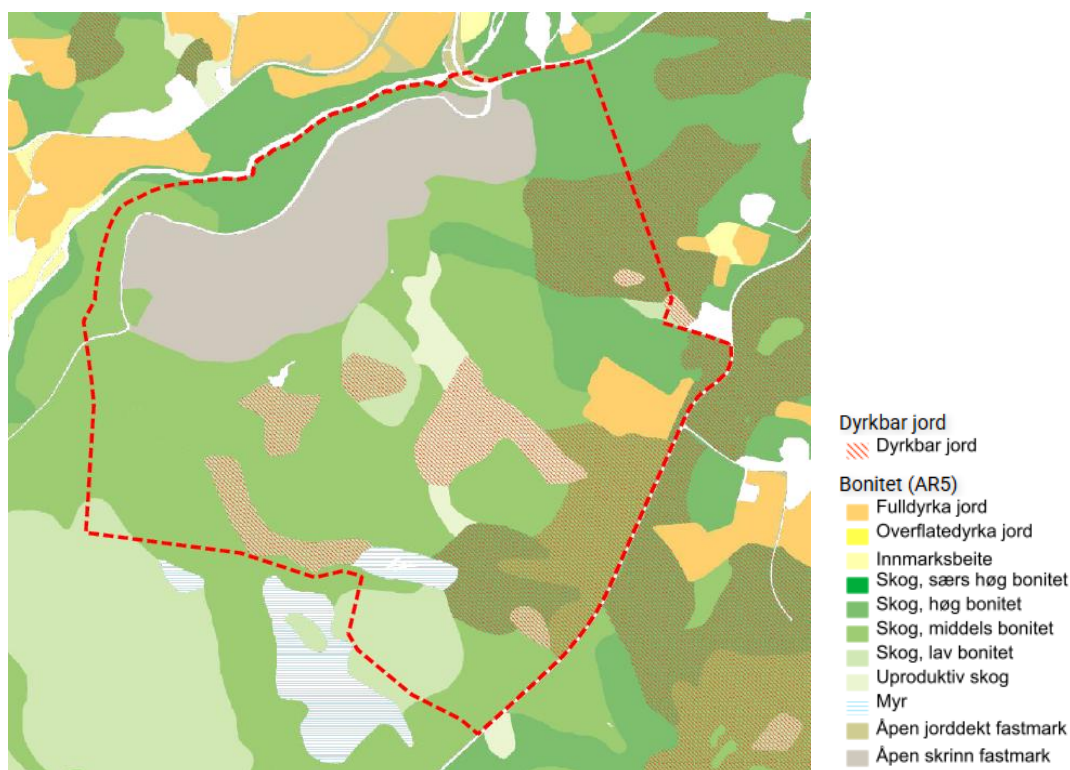 Dyrkbar jord
Dyrkbar jord
Bonitet (AR5)
Fulldyrka jord
Overflatedyrka jord
Innmarksbeite
Skog, særs høg bonitet
Skog, høg bonitet
Skog, middels bonitet
Skog, lav bonitet
Uproduktiv skog
Myr
Åpen jorddekt fastmark
Åpen skrinn fastmark